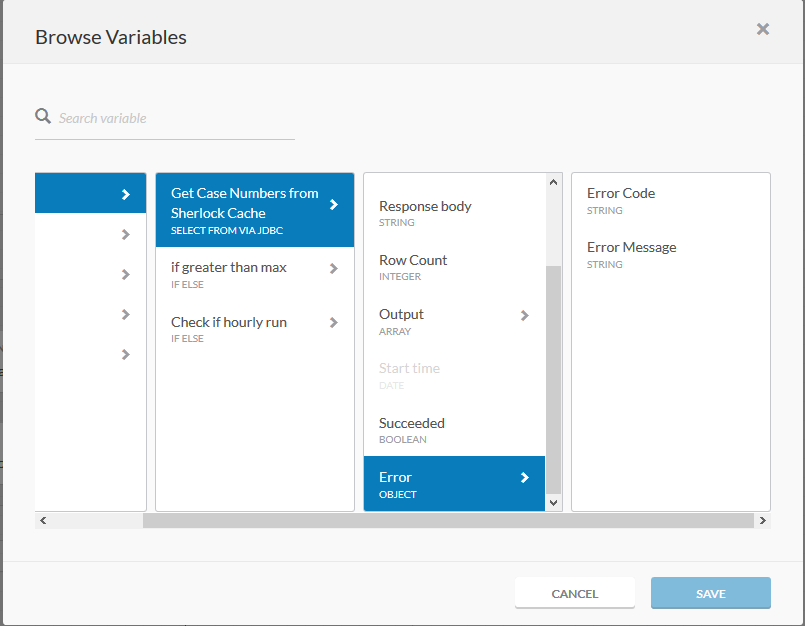 Browse Variables
Search variable
Get Case Numbers from
Sherlock Cache
SELECT FROM VIA JDBC
if greater than max
IF ELSE
Check if hourly run
IF ELSE
Response body
STRING
Row Count
INTEGER
Output
ARRAY
Start time
DATE
Succeeded
BOOLEAN
Error
OBJECT
Error Code
STRING
Error Message
STRING
CANCEL
SAVE